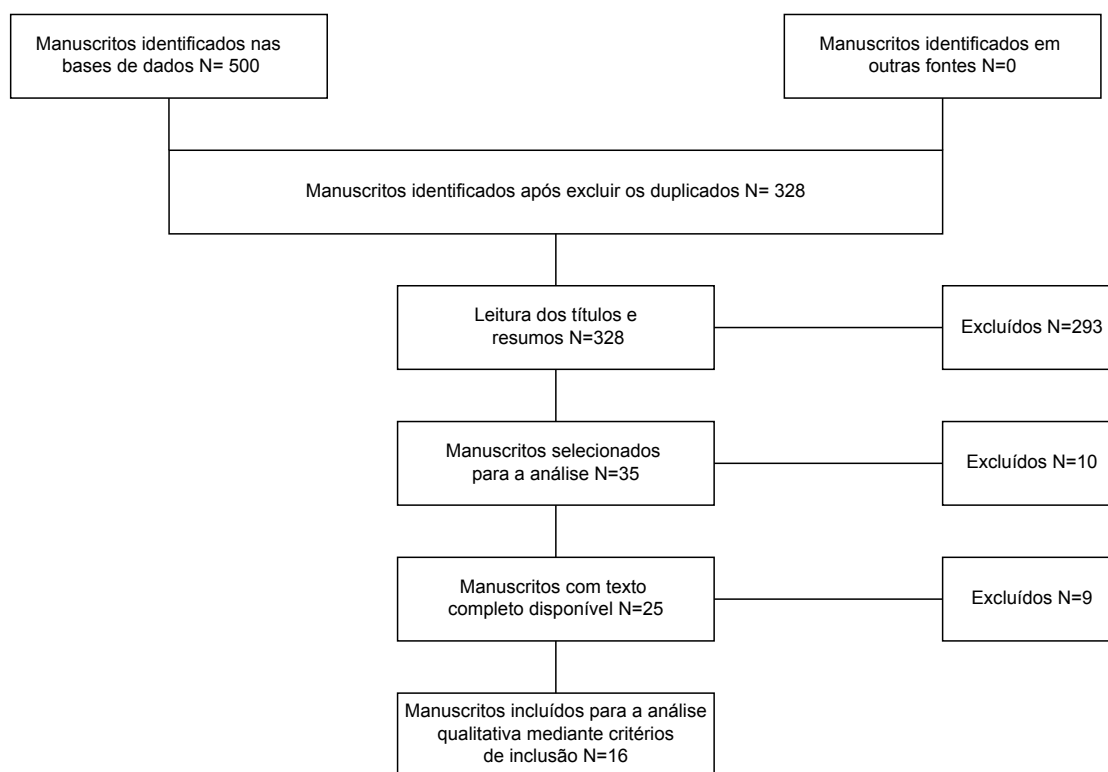 Manuscritos identificados nas
bases de dados N= 500
Manuscritos identificados em
outras fontes N=0
Manuscritos identificados após excluir os duplicados N= 328
Leitura dos títulos e
resumos N=328
Excluídos N=293
Manuscritos selecionados
para a análise N=35
Excluídos N=10
Manuscritos com texto
completo disponível N=25
Excluídos N=9
Manuscritos incluídos para a análise
qualitativa mediante critérios
de inclusão N=16